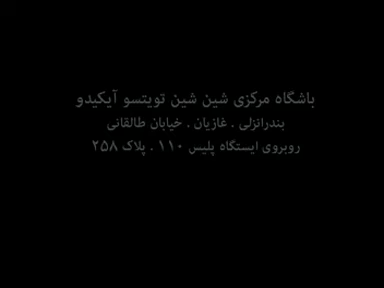 باشگاه مرکزی شین شین تویتسو آیکیدو
بندرانزلی . غازیان . خیابان طالقانی
روبروی ایستگاه پلیس ۱۱۰ . پلاک ۲۵۸